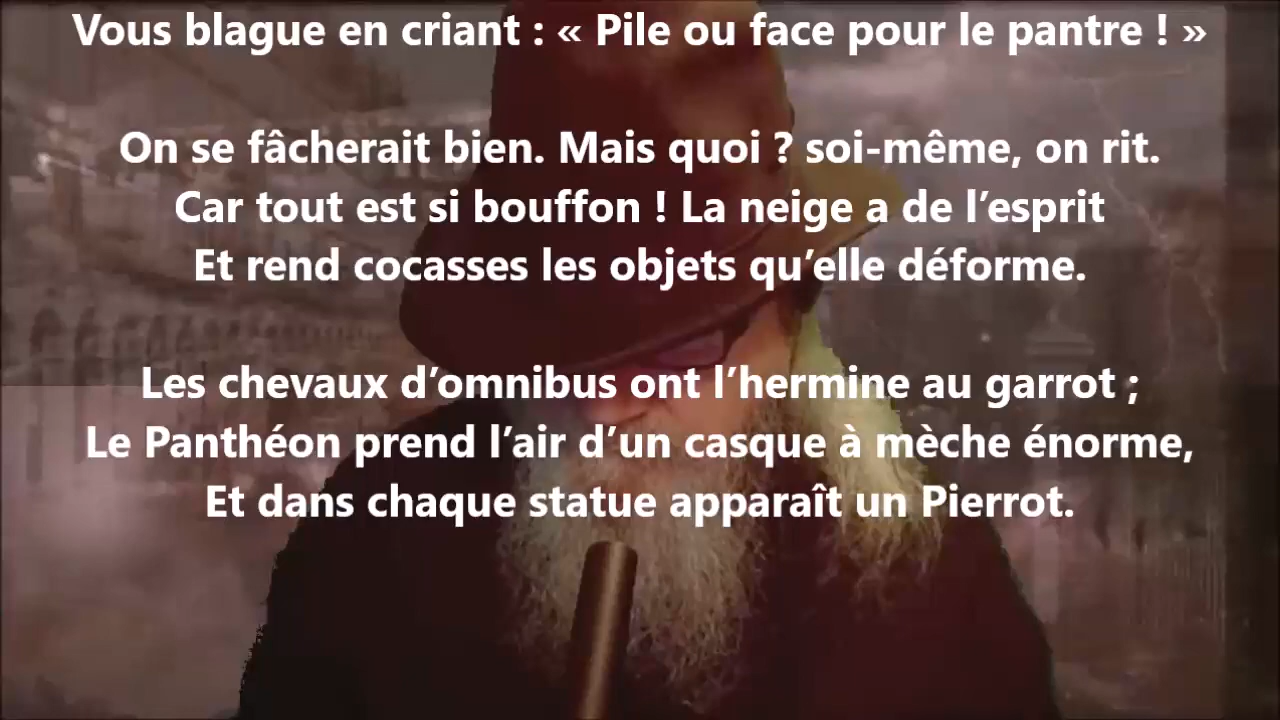 Vous blague en criant : « Pile ou face pour le pantre ! »
On se fâcherait bien. Mais quoi ? soi-même, on rit.
Car tout est si bouffon ! La neige a de l’esprit
Et rend cocasses les objets qu’elle déforme.
Les chevaux d’omnibus ont l’hermine au garrot ;
Le Panthéon prend l’air d’un casque à mèche énorme,
Et dans chaque statue apparaît un Pierrot.